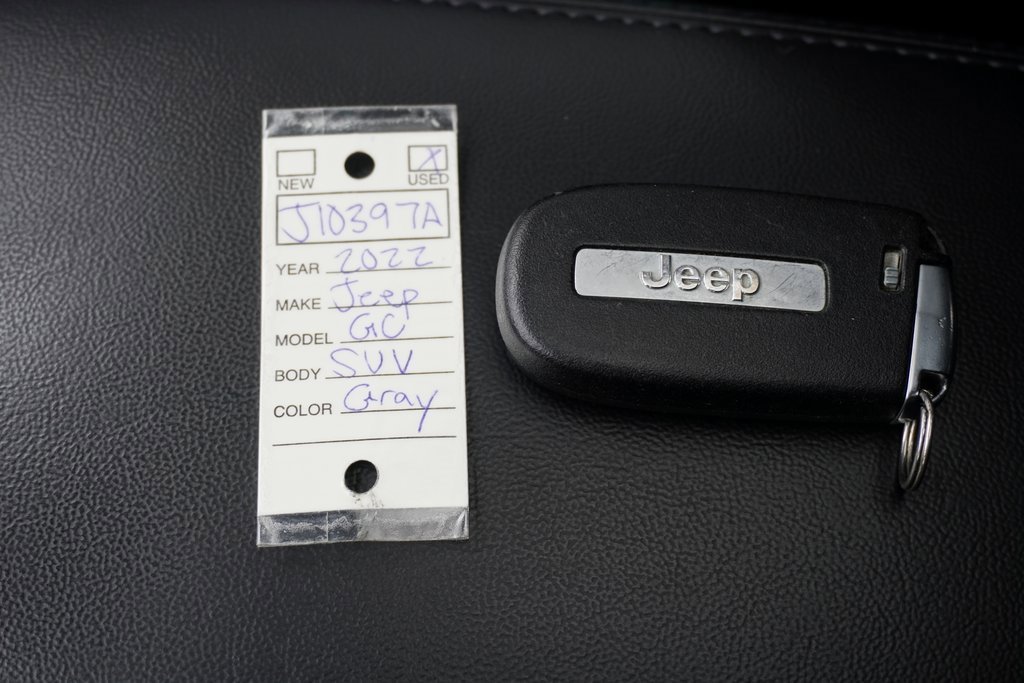 X
NEW USED
J10397A
YEAR 2022
MAKE Jeep
MODEL GC
BODY SUV
COLOR Gray
Jeep